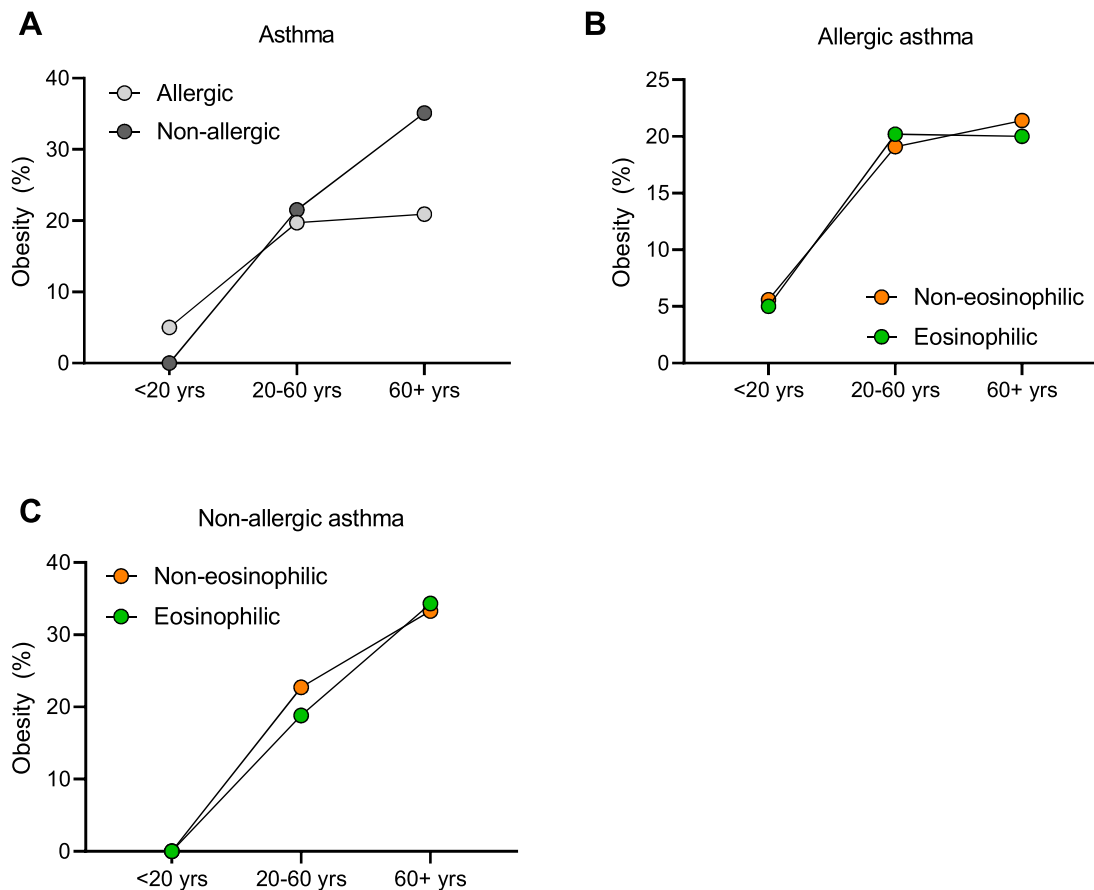 A
Asthma
Obesity (%)
40
30
20
10
0
Allergic
Non-allergic
<20 yrs
20-60 yrs
60+ yrs
B
Allergic asthma
Obesity (%)
25
20
15
10
5
0
Non-eosinophilic
Eosinophilic
<20 yrs
20-60 yrs
60+ yrs
C
Non-allergic asthma
Obesity (%)
40
30
20
10
0
Non-eosinophilic
Eosinophilic
<20 yrs
20-60 yrs
60+ yrs